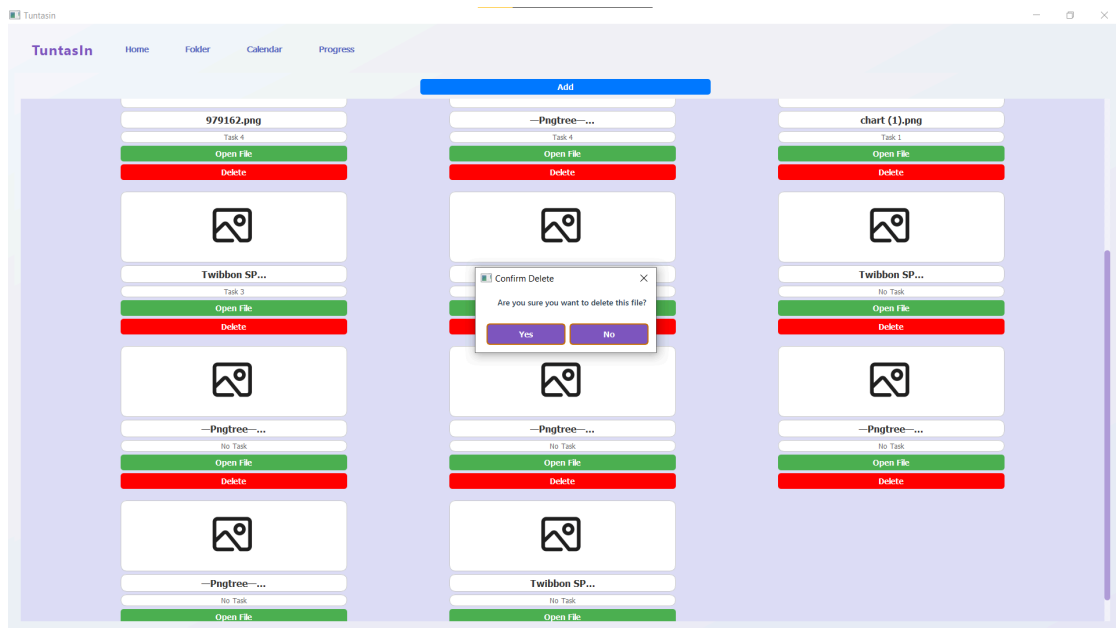 Tuntasin
TuntasIn Home Folder Calendar Progress
Add
979162.png —Pngtree—... chart (1).png
Task 4 Task 4 Task 1
Open File Open File Open File
Delete Delete Delete
Twibbon SP... Twibbon SP...
Task 3 No Task
Open File Open File
Delete Delete
Confirm Delete
Are you sure you want to delete this file?
Yes No
—Pngtree—... —Pngtree—... —Pngtree—...
No Task No Task No Task
Open File Open File Open File
Delete Delete Delete
—Pngtree—... Twibbon SP...
No Task No Task
Open File Open File